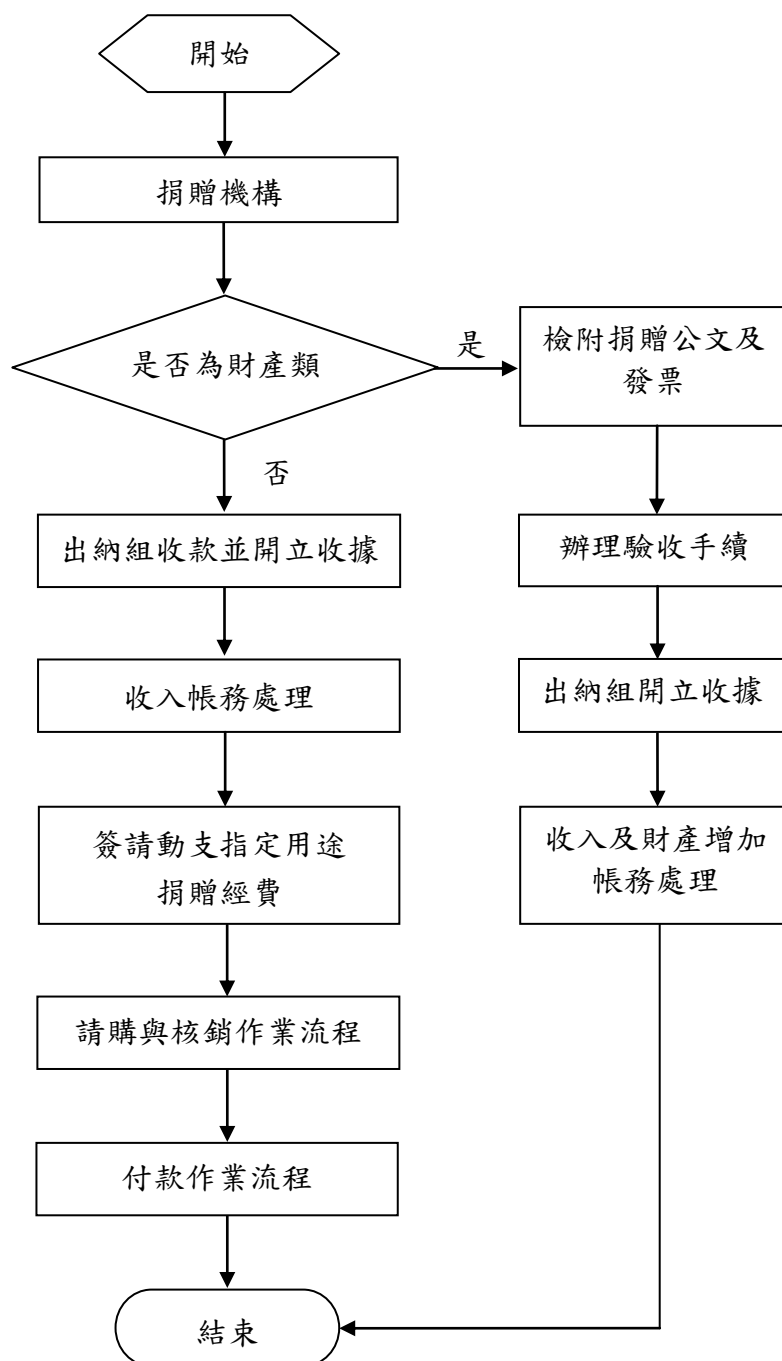 開始
捐贈機構
是否為財產類
是
檢附捐贈公文及
發票
否
出納組收款並開立收據
辦理驗收手續
收入帳務處理
出納組開立收據
簽請動支指定用途
捐贈經費
收入及財產增加
帳務處理
請購與核銷作業流程
付款作業流程
結束